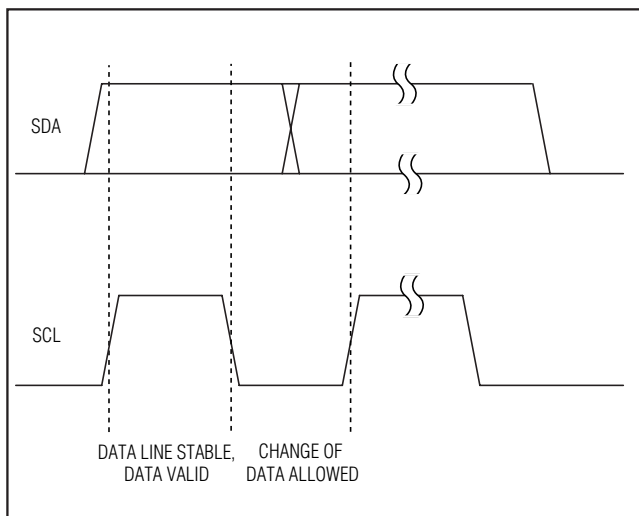 SDA
SCL
DATA LINE STABLE,
DATA VALID
CHANGE OF
DATA ALLOWED